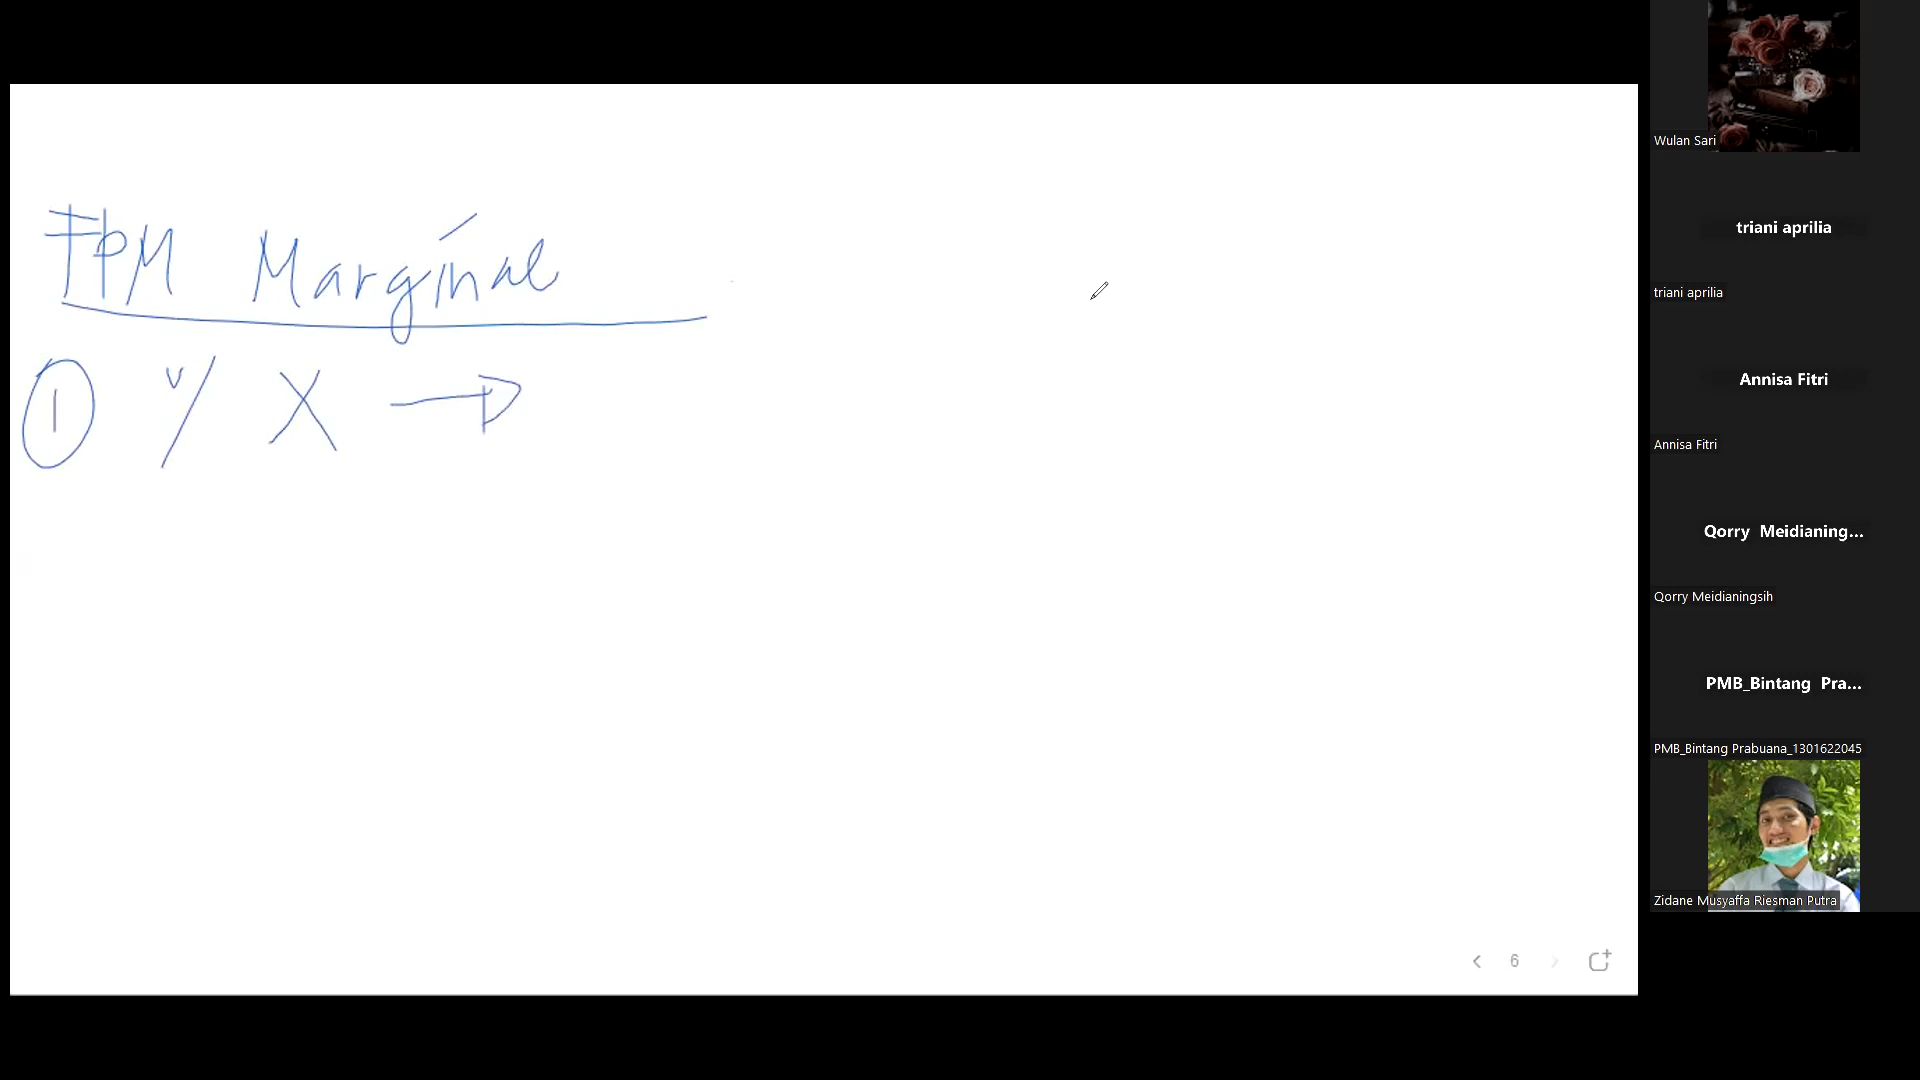 FPM Marginal
① u/ X →
6
Wulan Sari
triani aprilia
triani aprilia
Annisa Fitri
Annisa Fitri
Qorry Meidianing...
Qorry Meidianingsih
PMB_Bintang Pra...
PMB_Bintang Prabuana_1301622045
Zidane Musyaffa Riesman Putra